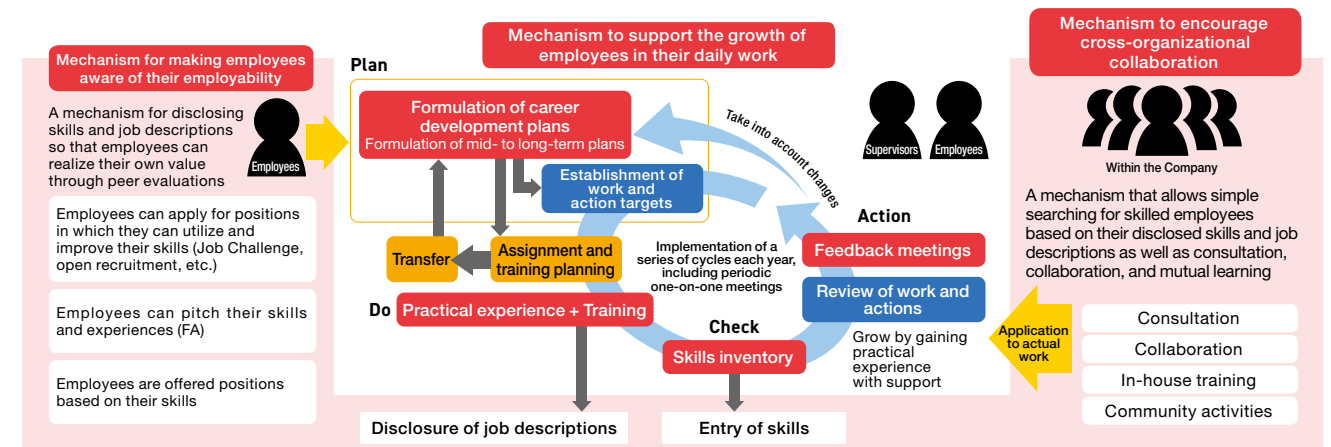 Mechanism for making employees
aware of their employability
A mechanism for disclosing
skills and job descriptions
so that employees can
realize their own value
through peer evaluations
Employees
Employees can apply for positions
in which they can utilize and
improve their skills (Job Challenge,
open recruitment, etc.)
Employees can pitch their skills
and experiences (FA)
Employees are offered positions
based on their skills
Mechanism to support the growth of
employees in their daily work
Plan
Formulation of career
development plans
Formulation of mid- to long-term plans
Establishment of
work and
action targets
Transfer
Assignment and
training planning
Do
Practical experience + Training
Disclosure of job descriptions
Implementation of a
series of cycles each year,
including periodic
one-on-one meetings
Check
Skills inventory
Entry of skills
Take into account changes
Supervisors
Employees
Action
Feedback meetings
Review of work and
actions
Grow by gaining
practical
experience
with support
Mechanism to encourage
cross-organizational
collaboration
Within the Company
A mechanism that allows simple
searching for skilled employees
based on their disclosed skills and job
descriptions as well as consultation,
collaboration, and mutual learning
Application
to actual
work
Consultation
Collaboration
In-house training
Community activities